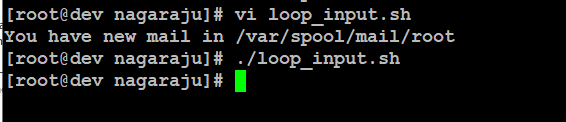 [root@dev nagaraju]# vi loop_input.sh
You have new mail in /var/spool/mail/root
[root@dev nagaraju]# ./loop_input.sh
[root@dev nagaraju]#